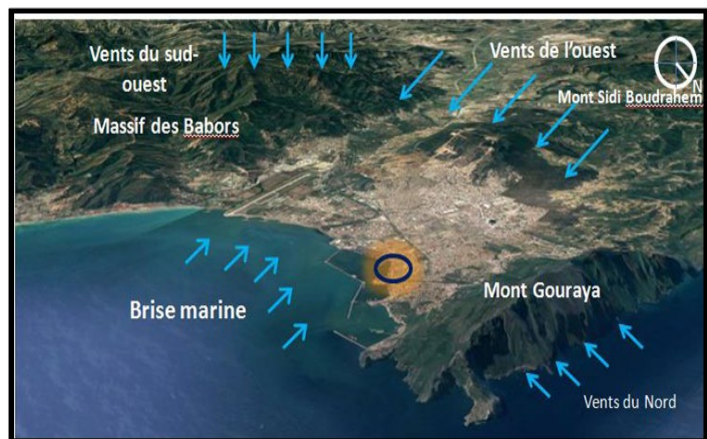 Vents du sud-
ouest
Vents de l'ouest
N
Mont Sidi Boudrahem
Massif des Babors
Brise marine
Mont Gouraya
Vents du Nord